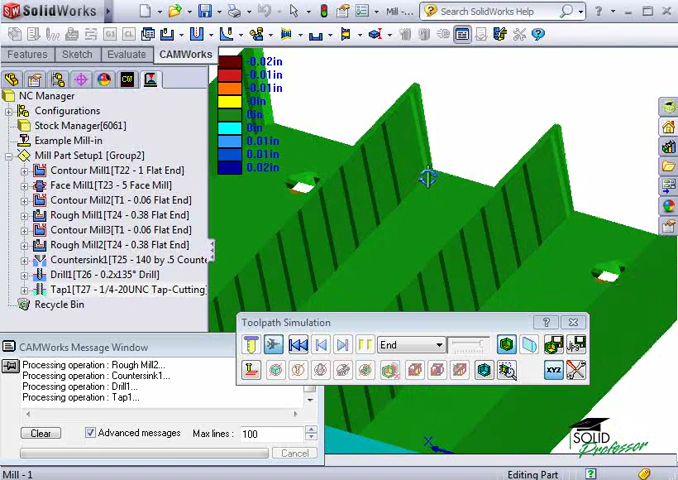 SolidWorks
Mill -...
Search SolidWorks Help
Features
Sketch
Evaluate
CAMWorks
NC Manager
Configurations
Stock Manager[6061]
Example Mill-in
Mill Part Setup1 [Group2]
Contour Mill1[T22 - 1 Flat End]
Face Mill1[T23 - 5 Face Mill]
Contour Mill2[T1 - 0.06 Flat End]
Rough Mill1[T24 - 0.38 Flat End]
Contour Mill3[T1 - 0.06 Flat End]
Rough Mill2[T24 - 0.38 Flat End]
Countersink1[T25 - 140 by .5 Counte
Drill1[T26 - 0.2x135° Drill]
Tap1[T27 - 1/4-20UNC Tap-Cutting]
Recycle Bin
-0.02in
-0.01in
-0.01in
-0in
0in
0in
0.01in
0.01in
0.02in
Toolpath Simulation
End
XYZ
CAMWorks Message Window
Processing operation : Rough Mill2...
Processing operation : Countersink1...
Processing operation : Drill1...
Processing operation : Tap1...
Clear
Advanced messages
Max lines :
100
Cancel
X
SOLID
Professor
Mill - 1
Editing Part